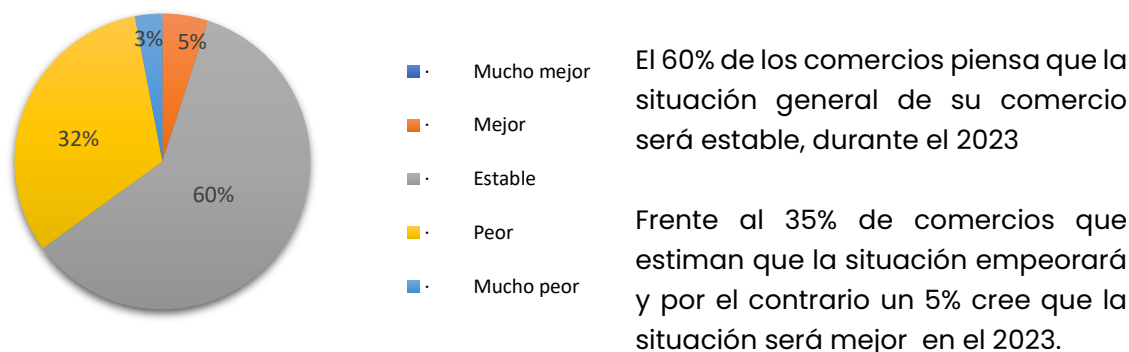 3%
5%
32%
60%
· Mucho mejor
· Mejor
· Estable
· Peor
· Mucho peor
El 60% de los comercios piensa que la
situación general de su comercio
será estable, durante el 2023
Frente al 35% de comercios que
estiman que la situación empeorará
y por el contrario un 5% cree que la
situación será mejor en el 2023.